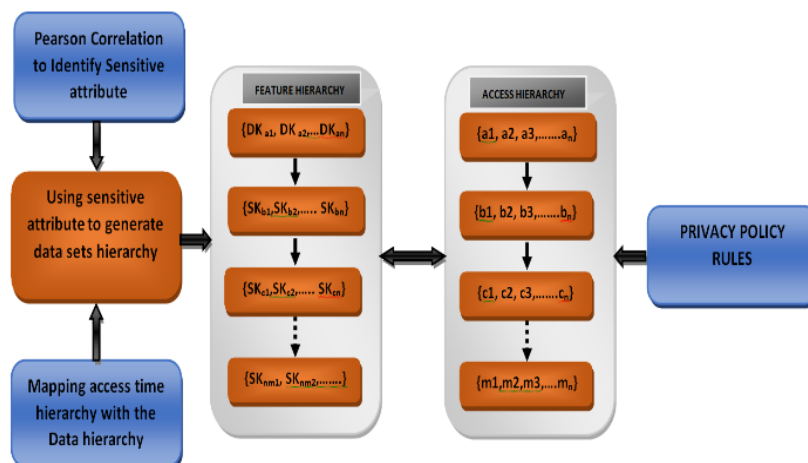 Pearson Correlation
to Identify Sensitive
attribute
Using sensitive
attribute to generate
data sets hierarchy
Mapping access time
hierarchy with the
Data hierarchy
FEATURE HIERARCHY
{DK a1, DK a2,....DKan}
{SKb1,SKb2,..... SKbn}
{SKc1,SKc2,..... SKcn}
{SKnm1, SKnm2,.......}
ACCESS HIERARCHY
{a1, a2, a3,.......an}
{b1, b2, b3,.......bn}
{c1, c2, c3,.......cn}
{m1,m2,m3,....mn}
PRIVACY POLICY
RULES